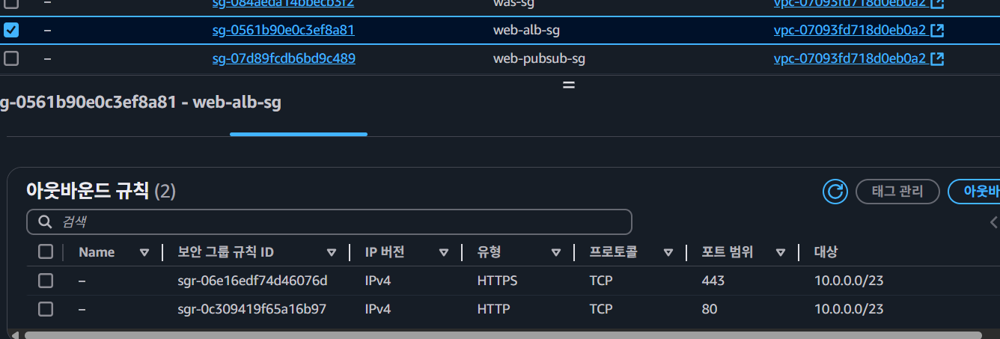 sg-084aeda14bbecb3f2 was-sg vpc-07093fd718d0eb0a2
– sg-0561b90e0c3ef8a81 web-alb-sg vpc-07093fd718d0eb0a2
– sg-07d89fcdb6bd9c489 web-pubsub-sg vpc-07093fd718d0eb0a2
g-0561b90e0c3ef8a81 - web-alb-sg
아웃바운드 규칙 (2) 태그 관리 아웃바
검색
Name 보안 그룹 규칙 ID IP 버전 유형 프로토콜 포트 범위 대상
– sgr-06e16edf74d46076d IPv4 HTTPS TCP 443 10.0.0.0/23
– sgr-0c309419f65a16b97 IPv4 HTTP TCP 80 10.0.0.0/23